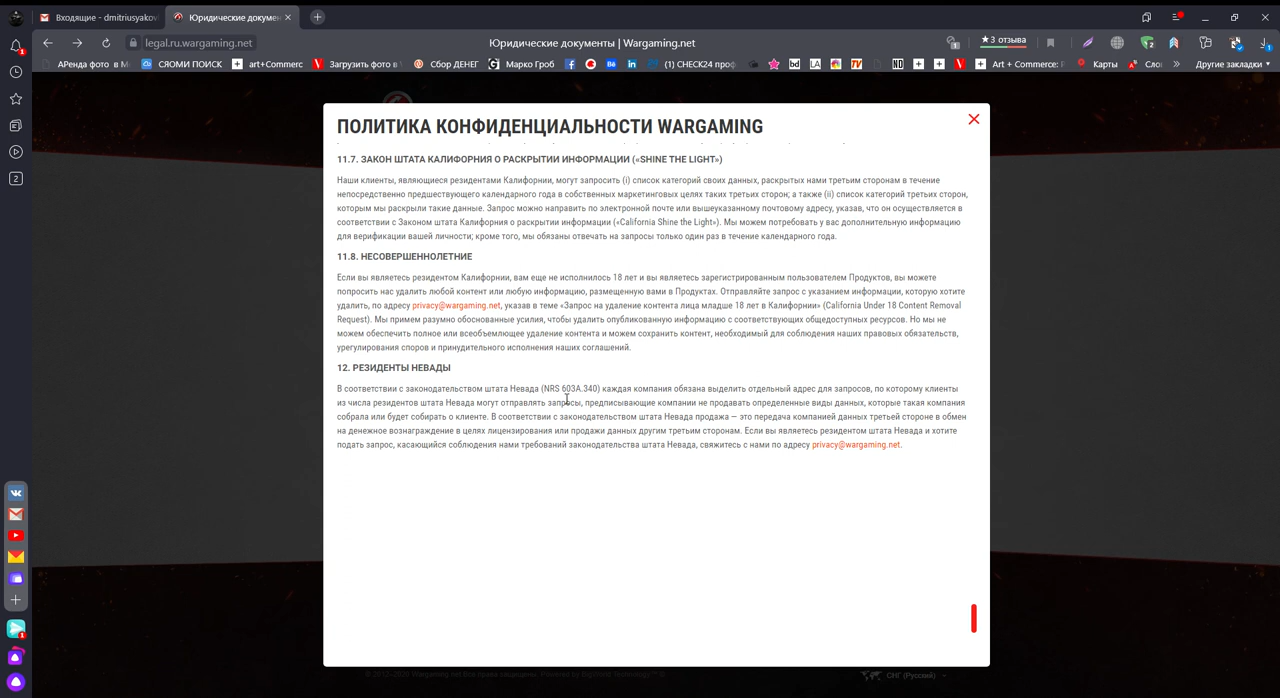 Входящие - dmitriusyakov
Юридические докумен
legal.ru.wargaming.net
Юридические документы | Wargaming.net
★3 отзыва
АРенда фото в М
СЯОМИ ПОИСК
art+Commerc
Загрузить фото в
Сбор ДЕНЕГ
Марко Гроб
(1) CHECK24 проф
Art + Commerce: P
Карты
Сло
Другие закладки
ПОЛИТИКА КОНФИДЕНЦИАЛЬНОСТИ WARGAMING
11.7. ЗАКОН ШТАТА КАЛИФОРНИЯ О РАСКРЫТИИ ИНФОРМАЦИИ («SHINE THE LIGHT»)
Наши клиенты, являющиеся резидентами Калифорнии, могут запросить (i) список категорий своих данных, раскрытых нами третьим сторонам в течение
непосредственно предшествующего календарного года в собственных маркетинговых целях таких третьих сторон; а также (ii) список категорий третьих сторон,
которым мы раскрыли такие данные. Запрос можно направить по электронной почте или вышеуказанному почтовому адресу, указав, что он осуществляется в
соответствии с Законом штата Калифорния о раскрытии информации («California Shine the Light»). Мы можем потребовать у вас дополнительную информацию
для верификации вашей личности; кроме того, мы обязаны отвечать на запросы только один раз в течение календарного года.
11.8. НЕСОВЕРШЕННОЛЕТНИЕ
Если вы являетесь резидентом Калифорнии, вам еще не исполнилось 18 лет и вы являетесь зарегистрированным пользователем Продуктов, вы можете
попросить нас удалить любой контент или любую информацию, размещенную вами в Продуктах. Отправляйте запрос с указанием информации, которую хотите
удалить, по адресу privacy@wargaming.net, указав в теме «Запрос на удаление контента лица младше 18 лет в Калифорнии» (California Under 18 Content Removal
Request). Мы примем разумно обоснованные усилия, чтобы удалить опубликованную информацию с соответствующих общедоступных ресурсов. Но мы не
можем обеспечить полное или всеобъемлющее удаление контента и можем сохранить контент, необходимый для соблюдения наших правовых обязательств,
урегулирования споров и принудительного исполнения наших соглашений.
12. РЕЗИДЕНТЫ НЕВАДЫ
В соответствии с законодательством штата Невада (NRS 603A.340) каждая компания обязана выделить отдельный адрес для запросов, по которому клиенты
из числа резидентов штата Невада могут отправлять запросы, предписывающие компании не продавать определенные виды данных, которые такая компания
собрала или будет собирать о клиенте. В соответствии с законодательством штата Невада продажа — это передача компанией данных третьей стороне в обмен
на денежное вознаграждение в целях лицензирования или продажи данных другим третьим сторонам. Если вы являетесь резидентом штата Невада и хотите
подать запрос, касающийся соблюдения нами требований законодательства штата Невада, свяжитесь с нами по адресу privacy@wargaming.net.
СНГ (Русский)